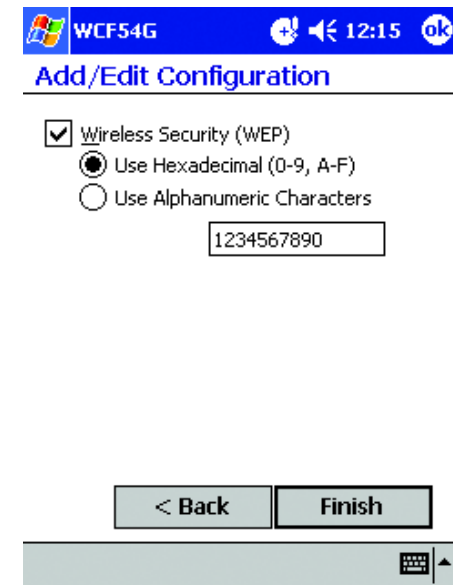 WCF54G 12:15 ok
Add/Edit Configuration
Wireless Security (WEP)
Use Hexadecimal (0-9, A-F)
Use Alphanumeric Characters
1234567890
< Back Finish